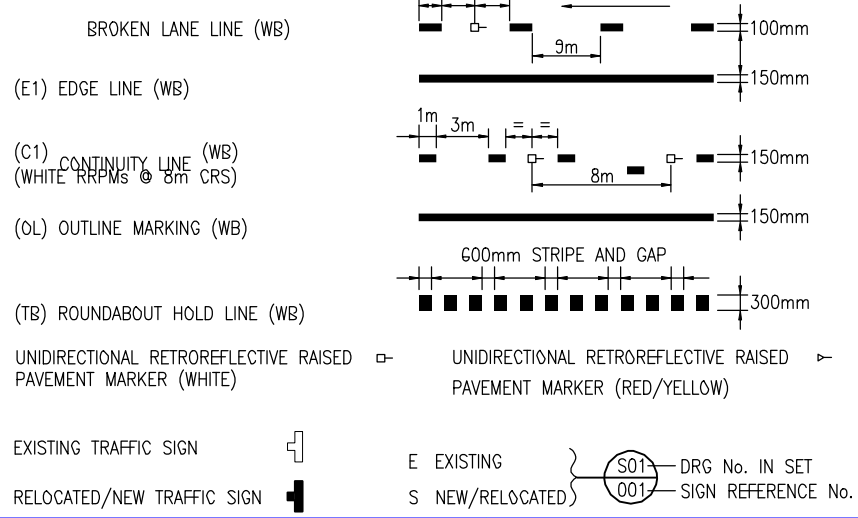 BROKEN LANE LINE (WB)
100mm
9m
(E1) EDGE LINE (WB)
150mm
1m
3m
= =
(C1) CONTINUITY LINE (WB)
(WHITE RRPMs @ 8m CRS)
150mm
8m
(OL) OUTLINE MARKING (WB)
150mm
600mm STRIPE AND GAP
(TB) ROUNDABOUT HOLD LINE (WB)
300mm
UNIDIRECTIONAL RETROREFLECTIVE RAISED
PAVEMENT MARKER (WHITE)
UNIDIRECTIONAL RETROREFLECTIVE RAISED
PAVEMENT MARKER (RED/YELLOW)
EXISTING TRAFFIC SIGN
RELOCATED/NEW TRAFFIC SIGN
E EXISTING
S NEW/RELOCATED
S01
001
DRG No. IN SET
SIGN REFERENCE No.